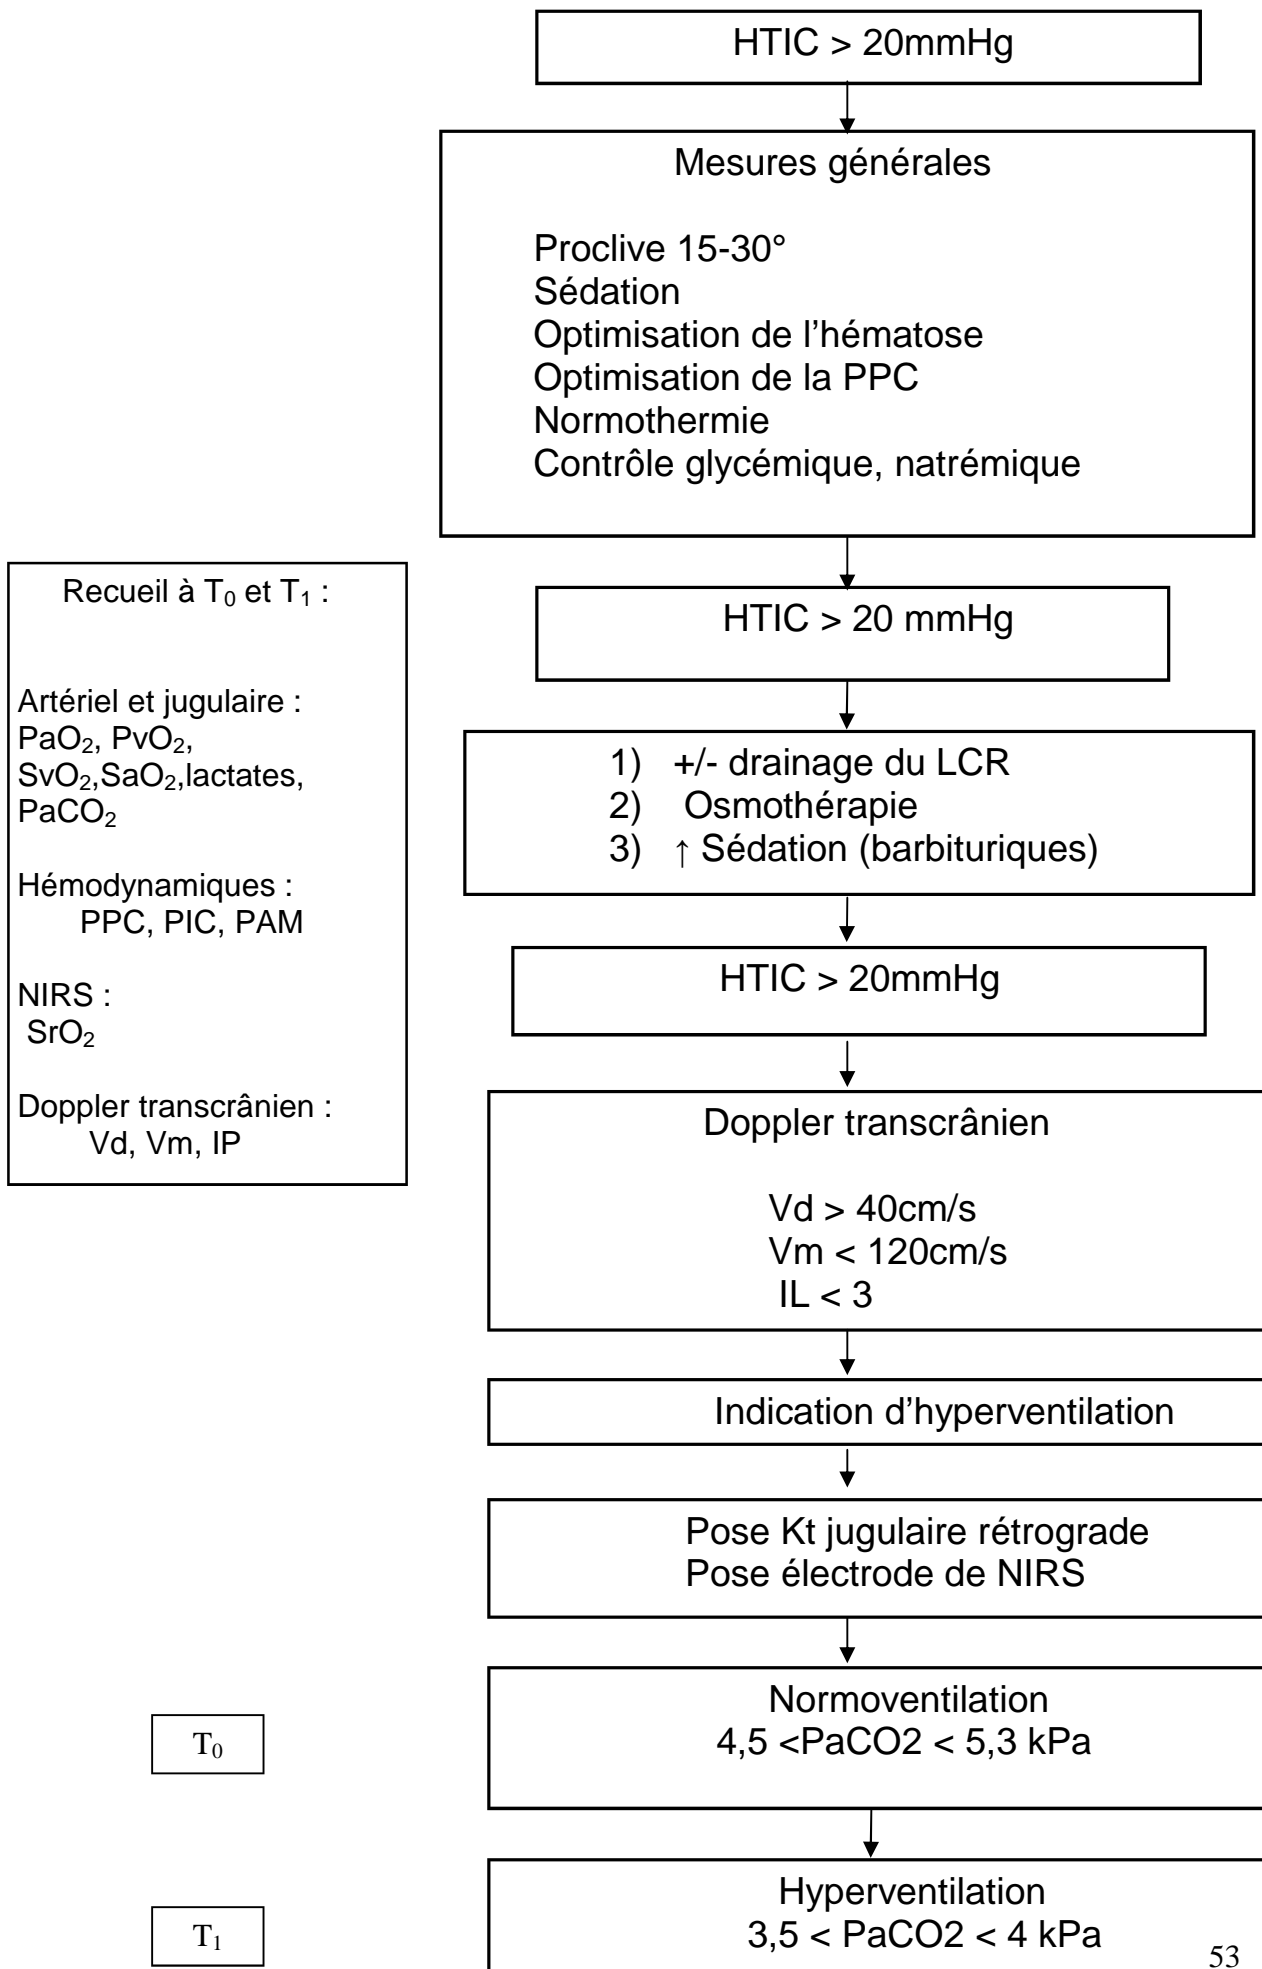 HTIC > 20mmHg
Mesures générales
Proclive 15-30°
Sédation
Optimisation de l'hématose
Optimisation de la PPC
Normothermie
Contrôle glycémique, natrémique
Recueil à T₀ et T₁ :
Artériel et jugulaire :
PaO₂, PvO₂,
SvO₂,SaO₂,lactates,
PaCO₂
Hémodynamiques :
PPC, PIC, PAM
NIRS :
SrO₂
Doppler transcrânien :
Vd, Vm, IP
HTIC > 20 mmHg
1) +/- drainage du LCR
2) Osmothérapie
3) ↑ Sédation (barbituriques)
HTIC > 20mmHg
Doppler transcrânien
Vd > 40cm/s
Vm < 120cm/s
IL < 3
Indication d'hyperventilation
Pose Kt jugulaire rétrograde
Pose électrode de NIRS
T₀
Normoventilation
4,5 <PaCO2 < 5,3 kPa
T₁
Hyperventilation
3,5 < PaCO2 < 4 kPa
53